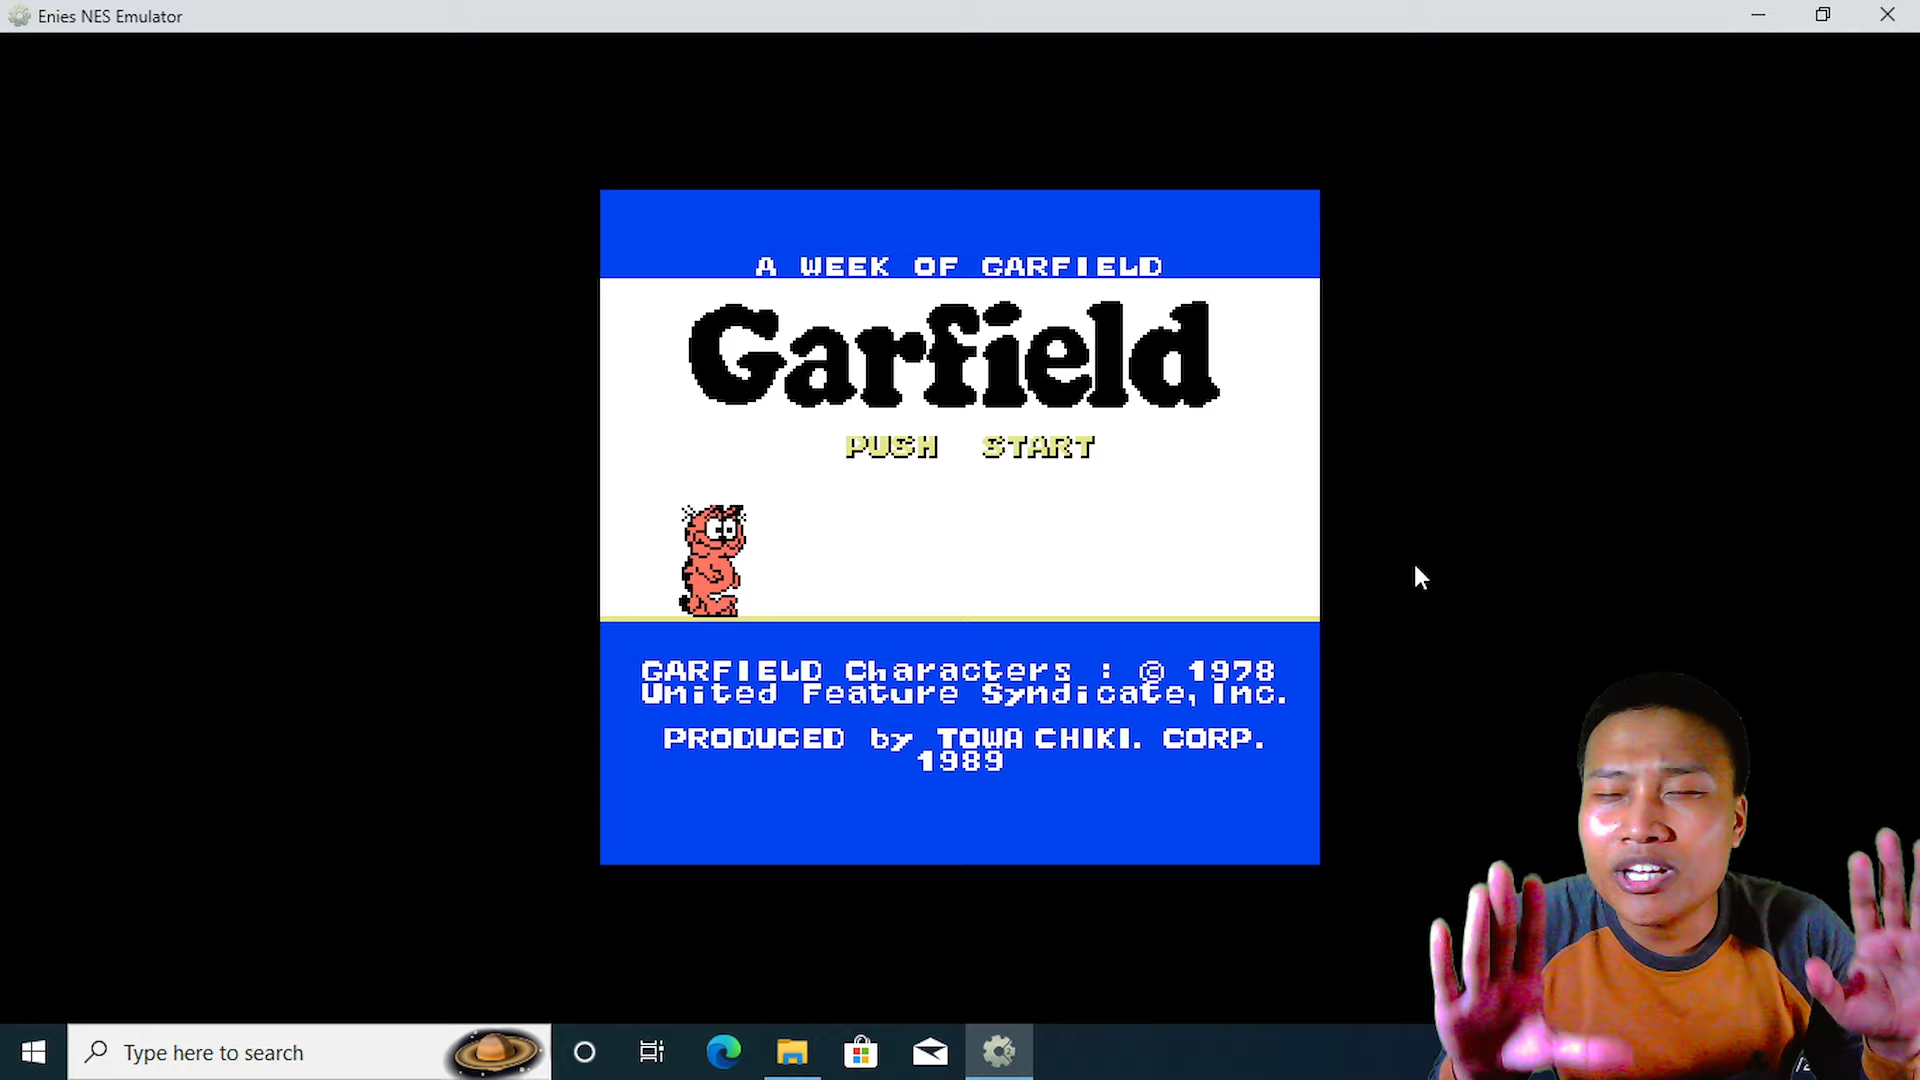 Enies NES Emulator
A WEEK OF GARFIELD
Garfield
PUSH START
GARFIELD Characters : © 1978
United Feature Syndicate, Inc.
PRODUCED by TOWA CHIKI. CORP.
1989
Type here to search